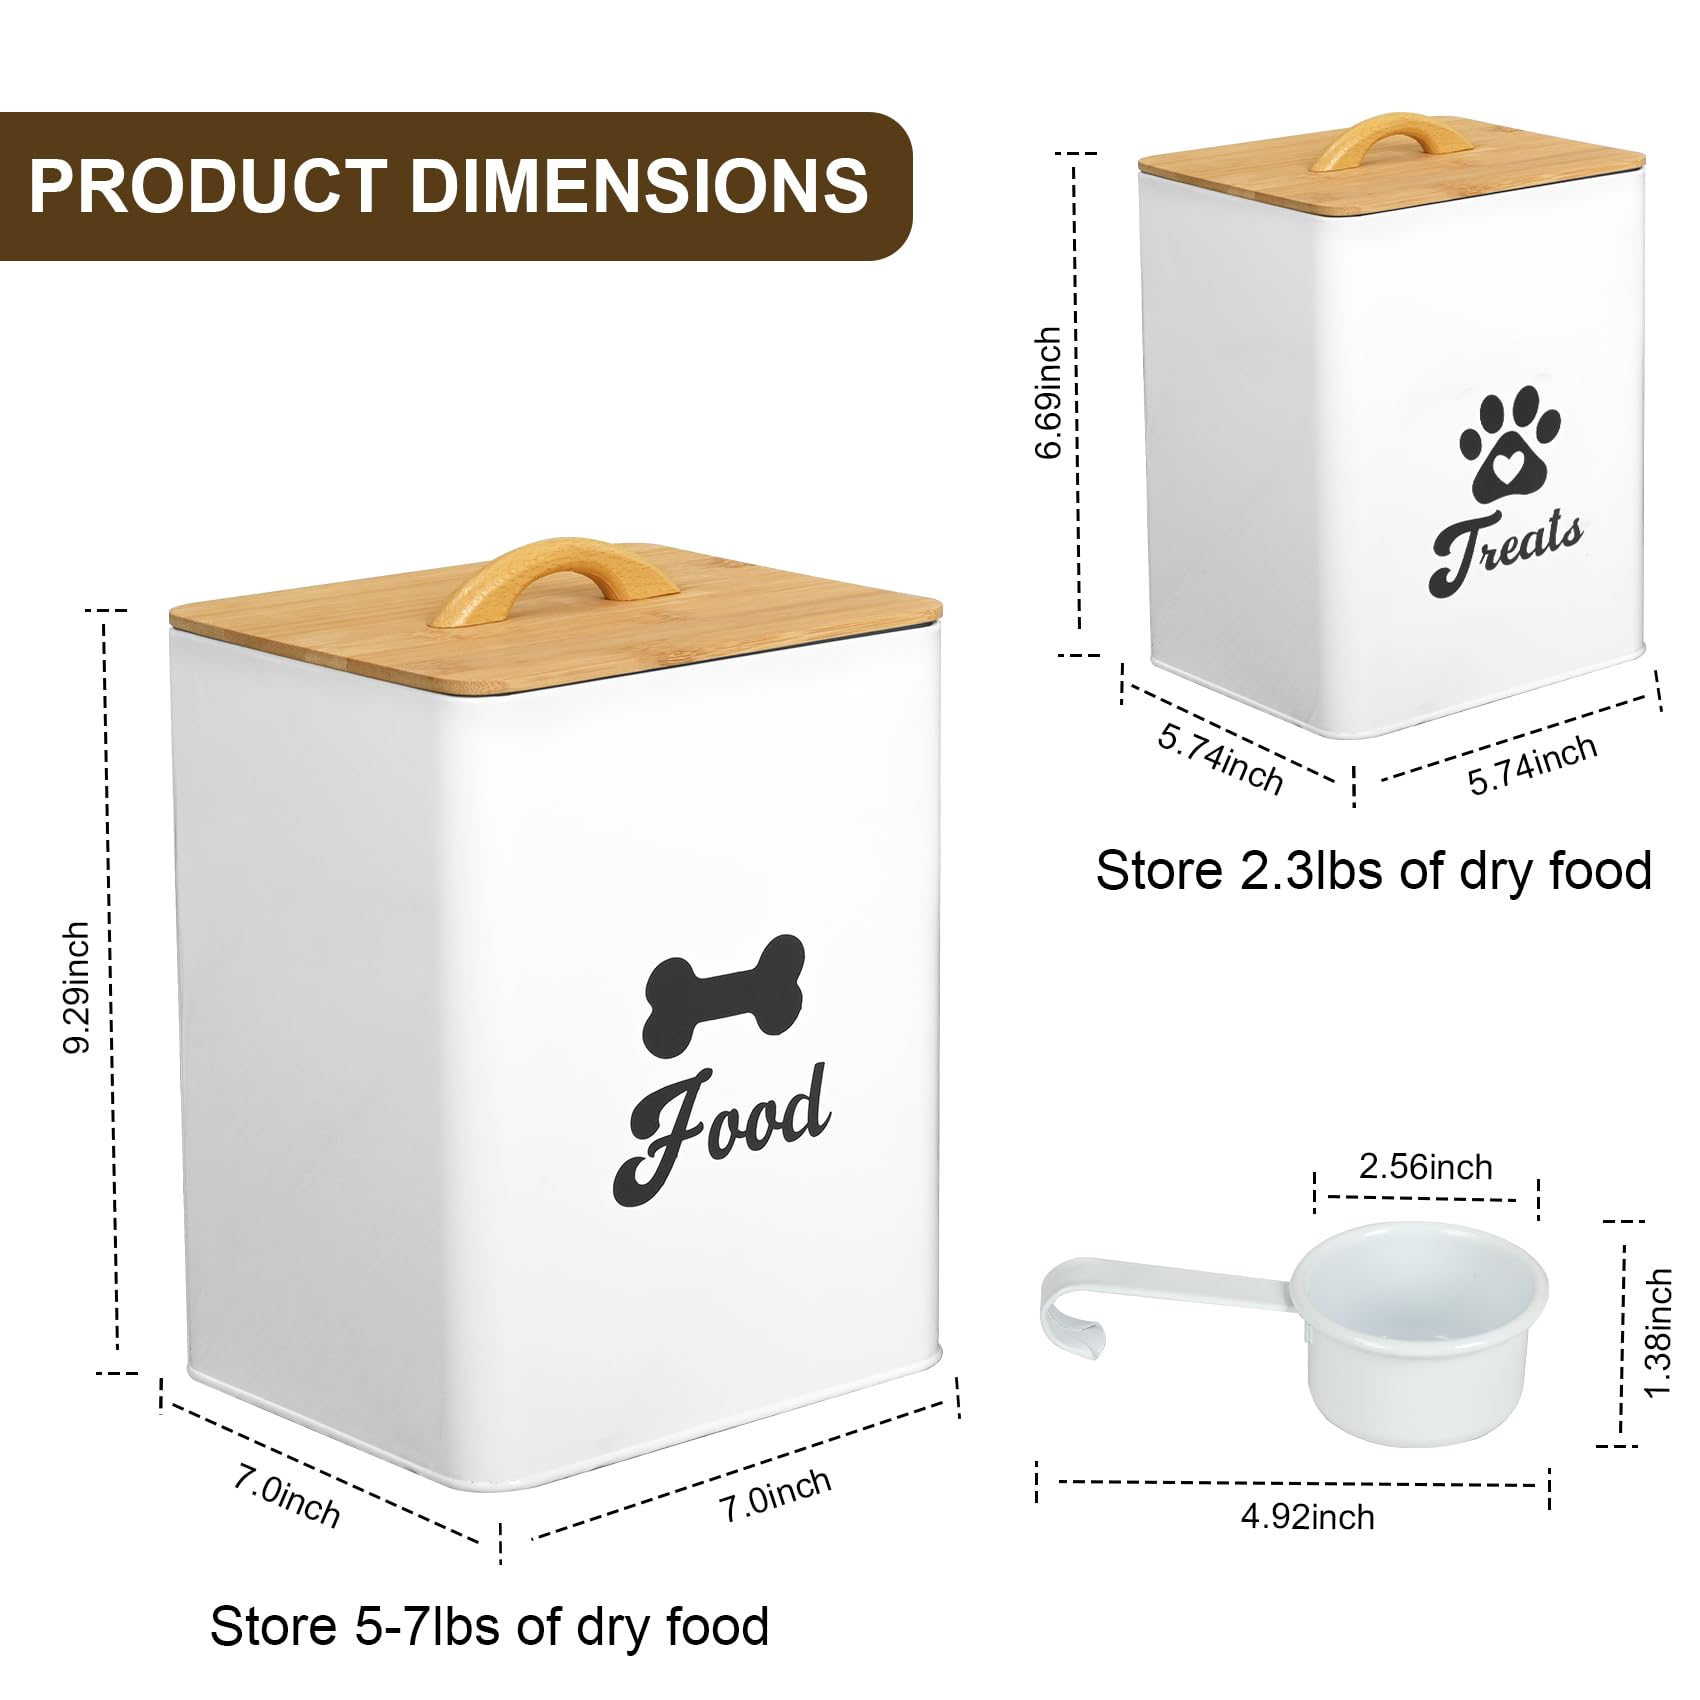 PRODUCT DIMENSIONS
6.69inch
Treats
5.74inch
5.74inch
Store 2.3lbs of dry food
9.29inch
Food
7.0inch
7.0inch
Store 5-7lbs of dry food
2.56inch
1.38inch
4.92inch